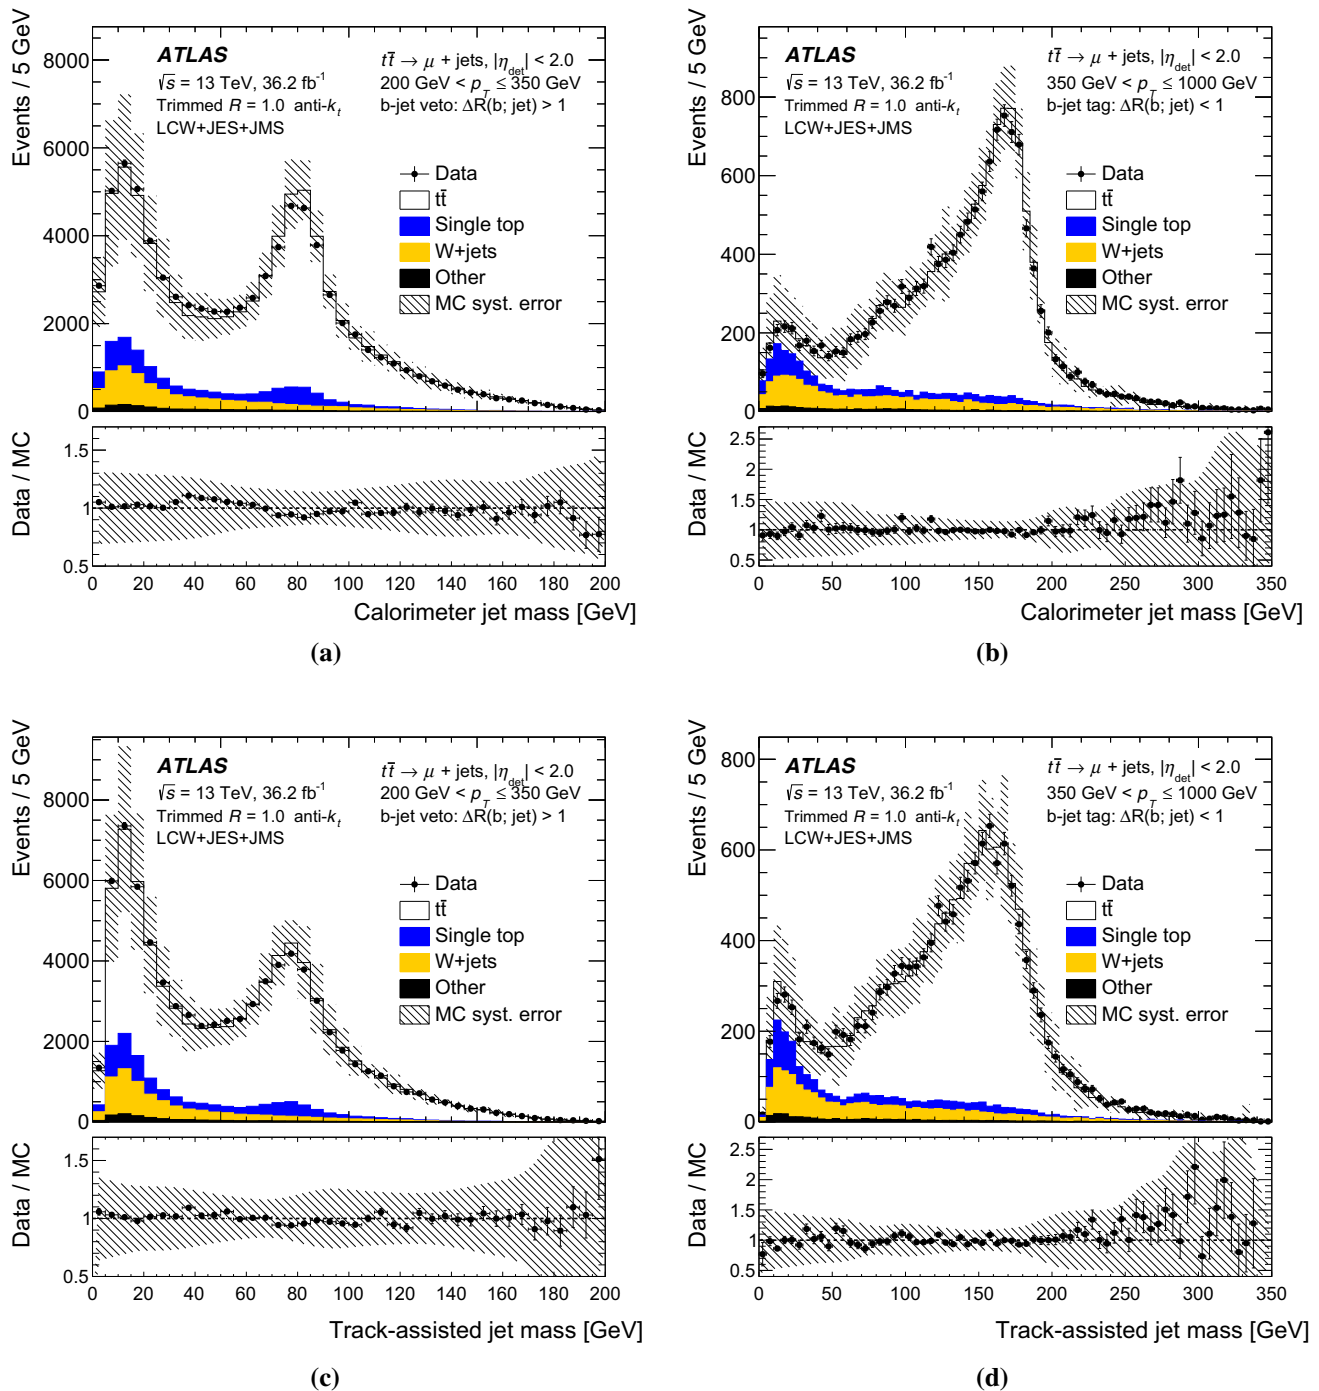 Events / 5 GeV
8000
6000
4000
2000
0
ATLAS
√s = 13 TeV, 36.2 fb⁻¹
Trimmed R = 1.0 anti-kₜ
LCW+JES+JMS
tt̄ → μ + jets, |η_det| < 2.0
200 GeV < p_T ≤ 350 GeV
b-jet veto: ΔR(b; jet) > 1
Data
tt̄
Single top
W+jets
Other
MC syst. error
Data / MC
1.5
1
0.5
0 20 40 60 80 100 120 140 160 180 200
Calorimeter jet mass [GeV]
(a)
Events / 5 GeV
800
600
400
200
0
ATLAS
√s = 13 TeV, 36.2 fb⁻¹
Trimmed R = 1.0 anti-kₜ
LCW+JES+JMS
tt̄ → μ + jets, |η_det| < 2.0
350 GeV < p_T ≤ 1000 GeV
b-jet tag: ΔR(b; jet) < 1
Data
tt̄
Single top
W+jets
Other
MC syst. error
Data / MC
2.5
2
1.5
1
0.5
0 50 100 150 200 250 300 350
Calorimeter jet mass [GeV]
(b)
Events / 5 GeV
8000
6000
4000
2000
0
ATLAS
√s = 13 TeV, 36.2 fb⁻¹
Trimmed R = 1.0 anti-kₜ
LCW+JES+JMS
tt̄ → μ + jets, |η_det| < 2.0
200 GeV < p_T ≤ 350 GeV
b-jet veto: ΔR(b; jet) > 1
Data
tt̄
Single top
W+jets
Other
MC syst. error
Data / MC
1.5
1
0.5
0 20 40 60 80 100 120 140 160 180 200
Track-assisted jet mass [GeV]
(c)
Events / 5 GeV
800
600
400
200
0
ATLAS
√s = 13 TeV, 36.2 fb⁻¹
Trimmed R = 1.0 anti-kₜ
LCW+JES+JMS
tt̄ → μ + jets, |η_det| < 2.0
350 GeV < p_T ≤ 1000 GeV
b-jet tag: ΔR(b; jet) < 1
Data
tt̄
Single top
W+jets
Other
MC syst. error
Data / MC
2.5
2
1.5
1
0.5
0 50 100 150 200 250 300 350
Track-assisted jet mass [GeV]
(d)